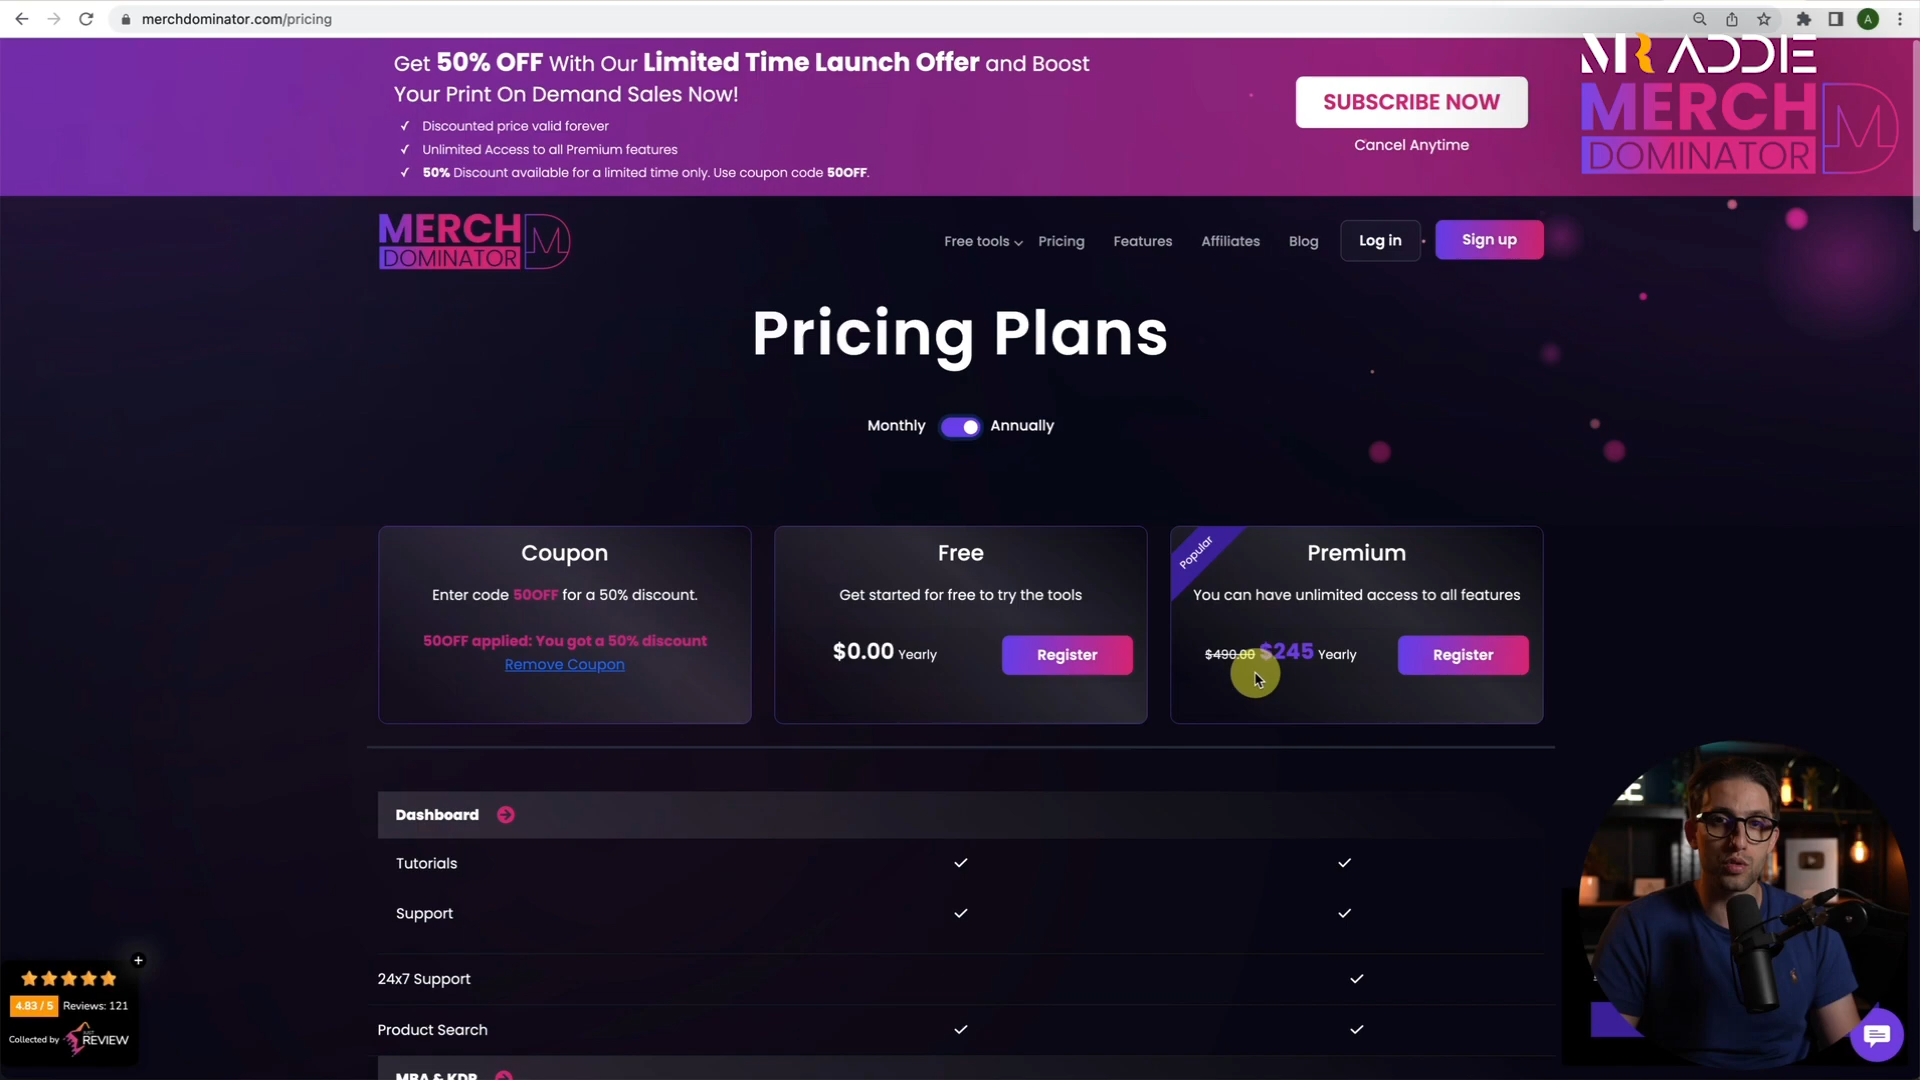 merchdominator.com/pricing
A
Get 50% OFF With Our Limited Time Launch Offer and Boost
Your Print On Demand Sales Now!
✓ Discounted price valid forever
✓ Unlimited Access to all Premium features
✓ 50% Discount available for a limited time only. Use coupon code 50OFF.
SUBSCRIBE NOW
Cancel Anytime
MR ADDIE
MERCH
DOMINATOR
MERCH
DOMINATOR
Free tools Pricing Features Affiliates Blog Log in Sign up
Pricing Plans
Monthly Annually
Coupon
Enter code 50OFF for a 50% discount.
50OFF applied: You got a 50% discount
Remove Coupon
Free
Get started for free to try the tools
$0.00 Yearly Register
Popular
Premium
You can have unlimited access to all features
$490.00 $245 Yearly Register
Dashboard
Tutorials
Support
24x7 Support
Product Search
MBA & KDP
4.83 / 5 Reviews: 121
Collected by JUST REVIEW